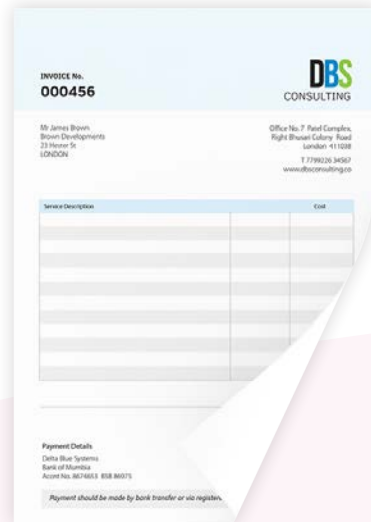 INVOICE No.
000456
DBS
CONSULTING
Mr James Brown
Brown Developments
23 Hester St
LONDON
Office No. 7 Patel Complex,
Right Bhusari Colony Road
London 411038
T 7799226 34567
www.dbsconsulting.co
Service Description
Cost
Payment Details
Delta Blue Systems
Bank of Mumbia
Acont No. 8674653 858 86075
Payment should be made by bank transfer or via